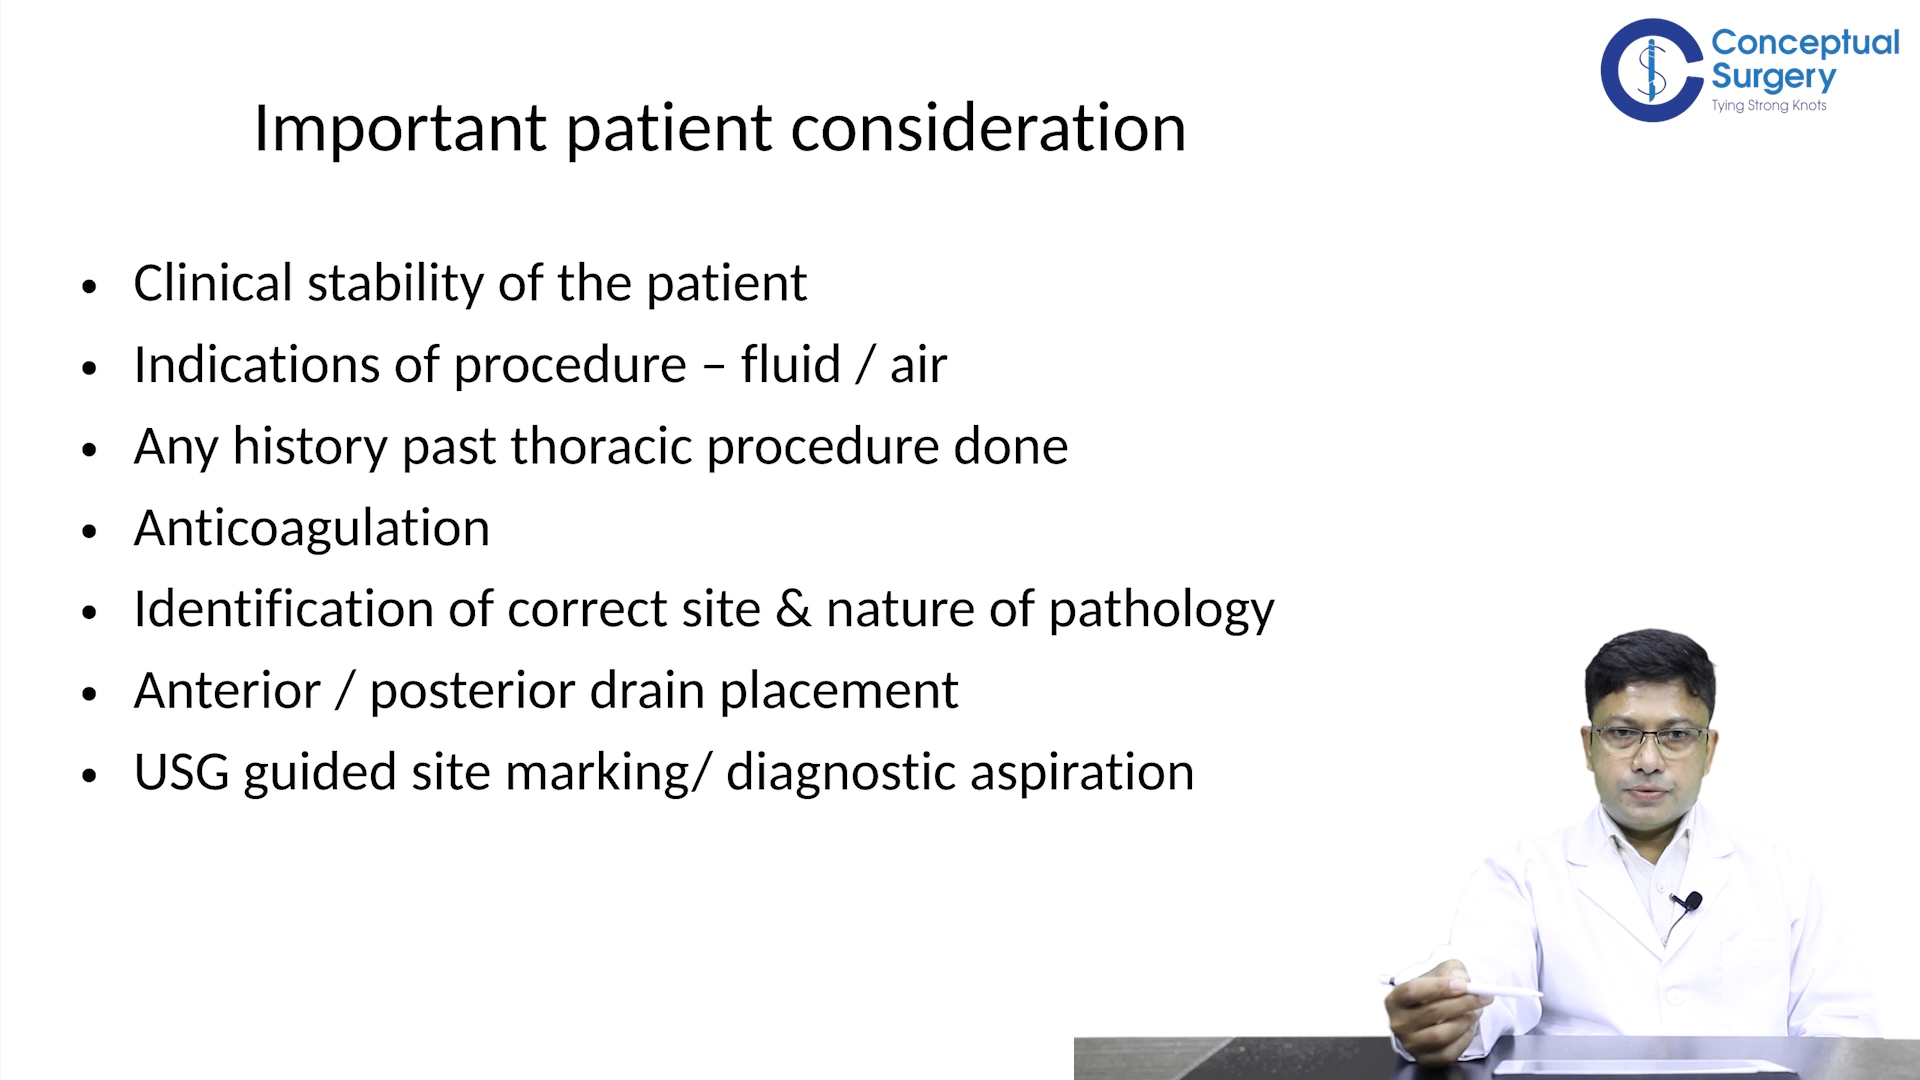 Conceptual
Surgery
Tying Strong Knots
Important patient consideration
• Clinical stability of the patient
• Indications of procedure – fluid / air
• Any history past thoracic procedure done
• Anticoagulation
• Identification of correct site & nature of pathology
• Anterior / posterior drain placement
• USG guided site marking/ diagnostic aspiration